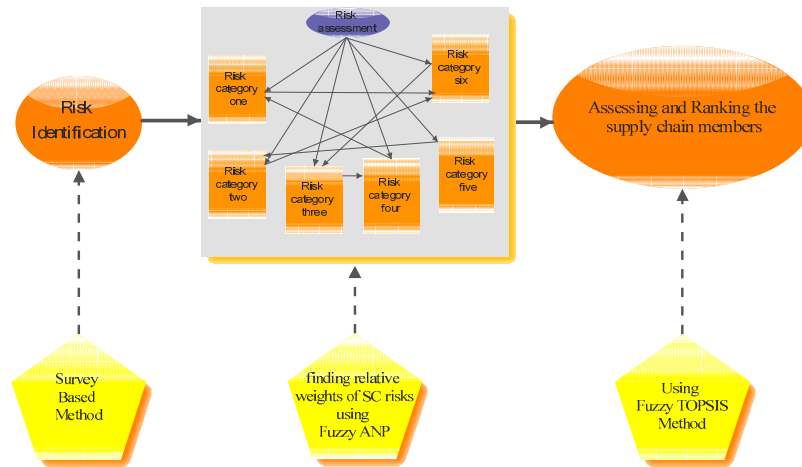 Risk
assessment
Risk
Identification
Risk
category
one
Risk
category
two
Risk
category
three
Risk
category
four
Risk
category
five
Risk
category
six
Assessing and Ranking the
supply chain members
Survey
Based
Method
finding relative
weights of SC risks
using
Fuzzy ANP
Using
Fuzzy TOPSIS
Method